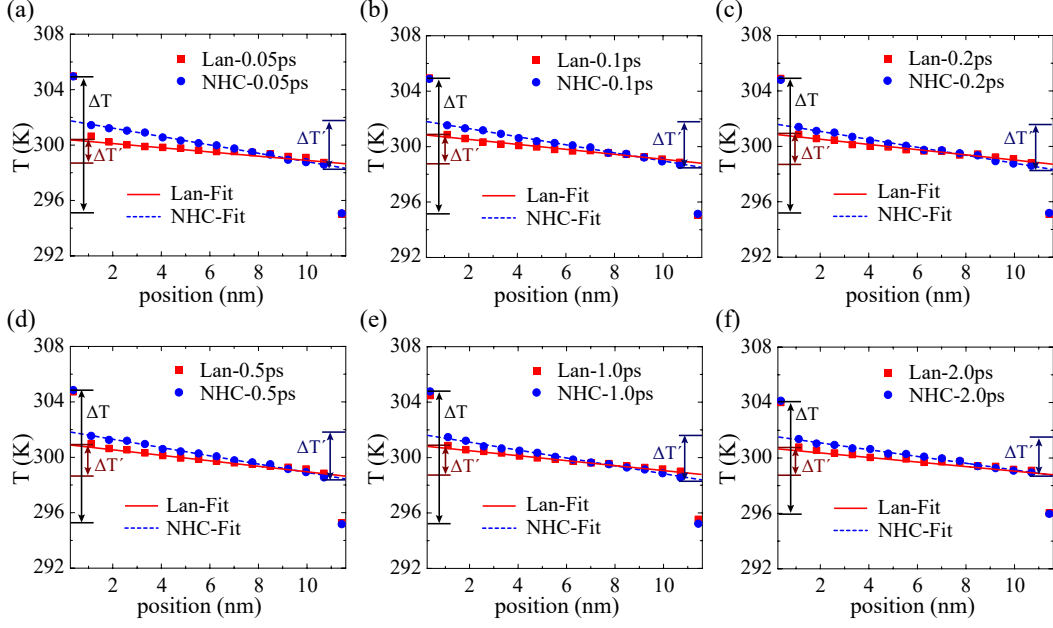 (a)
308
304
300
296
292
T (K)
Lan-0.05ps
NHC-0.05ps
ΔT
ΔT′
ΔT′
Lan-Fit
NHC-Fit
2 4 6 8 10
position (nm)
(b)
308
304
300
296
292
T (K)
Lan-0.1ps
NHC-0.1ps
ΔT
ΔT′
ΔT′
Lan-Fit
NHC-Fit
2 4 6 8 10
position (nm)
(c)
308
304
300
296
292
T (K)
Lan-0.2ps
NHC-0.2ps
ΔT
ΔT′
ΔT′
Lan-Fit
NHC-Fit
2 4 6 8 10
position (nm)
(d)
308
304
300
296
292
T (K)
Lan-0.5ps
NHC-0.5ps
ΔT
ΔT′
ΔT′
Lan-Fit
NHC-Fit
2 4 6 8 10
position (nm)
(e)
308
304
300
296
292
T (K)
Lan-1.0ps
NHC-1.0ps
ΔT
ΔT′
ΔT′
Lan-Fit
NHC-Fit
2 4 6 8 10
position (nm)
(f)
308
304
300
296
292
T (K)
Lan-2.0ps
NHC-2.0ps
ΔT
ΔT′
ΔT′
Lan-Fit
NHC-Fit
2 4 6 8 10
position (nm)